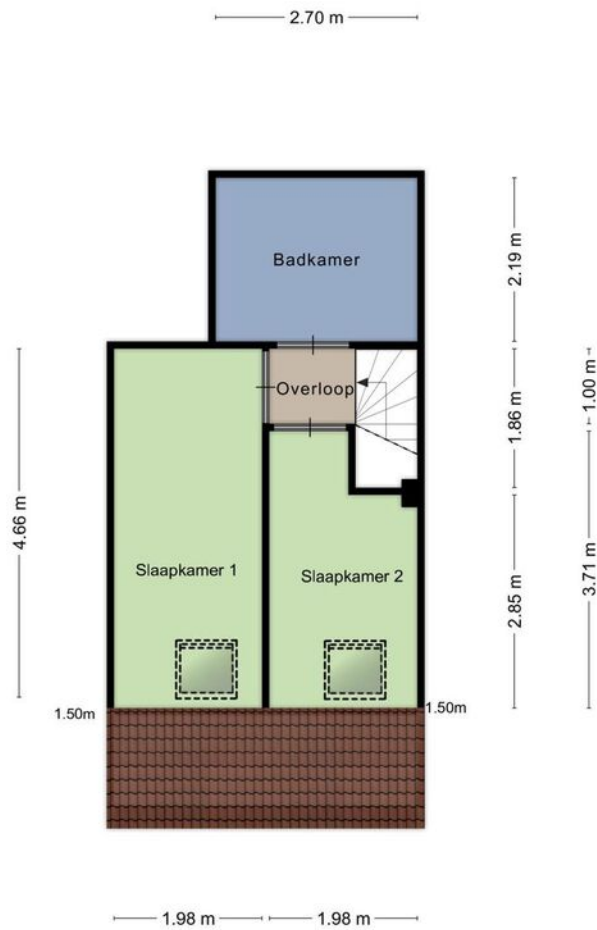 2.70 m
Badkamer
2.19 m
Overloop
1.86 m
1.00 m
4.66 m
Slaapkamer 1
Slaapkamer 2
2.85 m
3.71 m
1.50m
1.50m
1.98 m
1.98 m